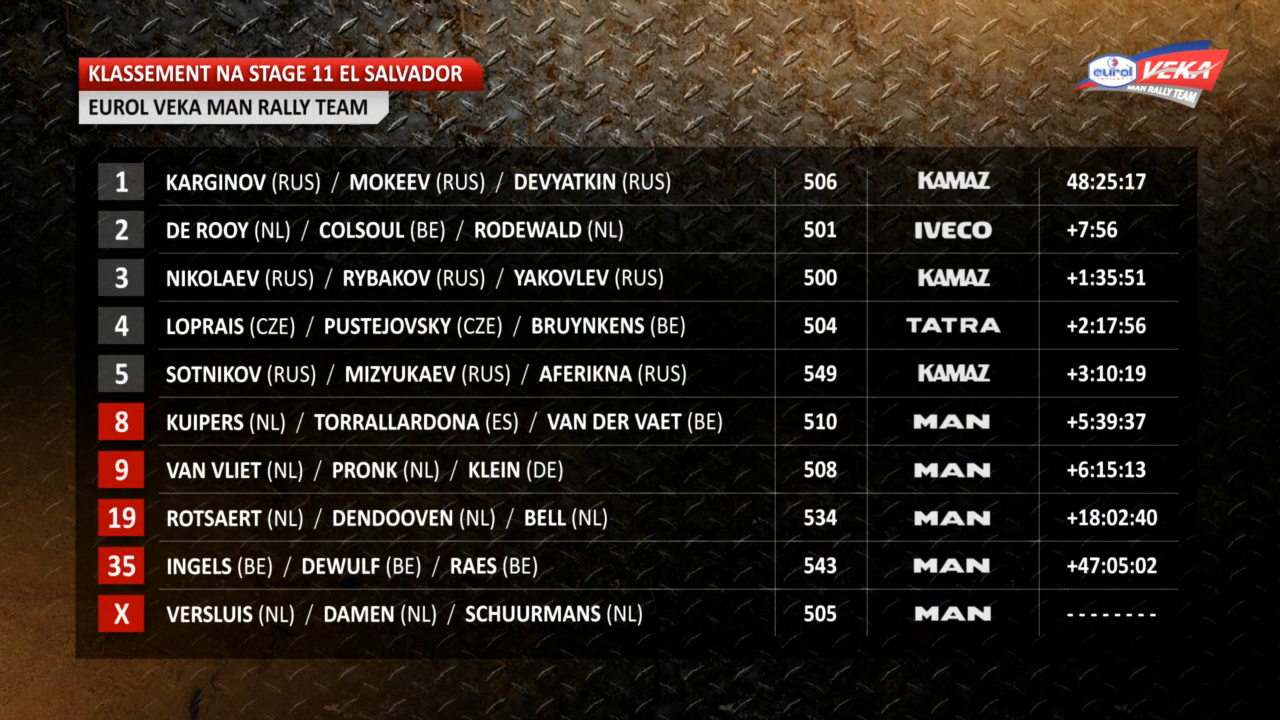 KLASSEMENT NA STAGE 11 EL SALVADOR
EUROL VEKA MAN RALLY TEAM
eurol VEKA
MAN RALLY TEAM
1 KARGINOV (RUS) / MOKEEV (RUS) / DEVYATKIN (RUS) 506 KAMAZ 48:25:17
2 DE ROOY (NL) / COLSOUL (BE) / RODEWALD (NL) 501 IVECO +7:56
3 NIKOLAEV (RUS) / RYBAKOV (RUS) / YAKOVLEV (RUS) 500 KAMAZ +1:35:51
4 LOPRAIS (CZE) / PUSTEJOVSKY (CZE) / BRUYNKENS (BE) 504 TATRA +2:17:56
5 SOTNIKOV (RUS) / MIZYUKAEV (RUS) / AFERIKNA (RUS) 549 KAMAZ +3:10:19
8 KUIPERS (NL) / TORRALLARDONA (ES) / VAN DER VAET (BE) 510 MAN +5:39:37
9 VAN VLIET (NL) / PRONK (NL) / KLEIN (DE) 508 MAN +6:15:13
19 ROTSAERT (NL) / DENDOOVEN (NL) / BELL (NL) 534 MAN +18:02:40
35 INGELS (BE) / DEWULF (BE) / RAES (BE) 543 MAN +47:05:02
X VERSLUIS (NL) / DAMEN (NL) / SCHUURMANS (NL) 505 MAN - - - - - - - -